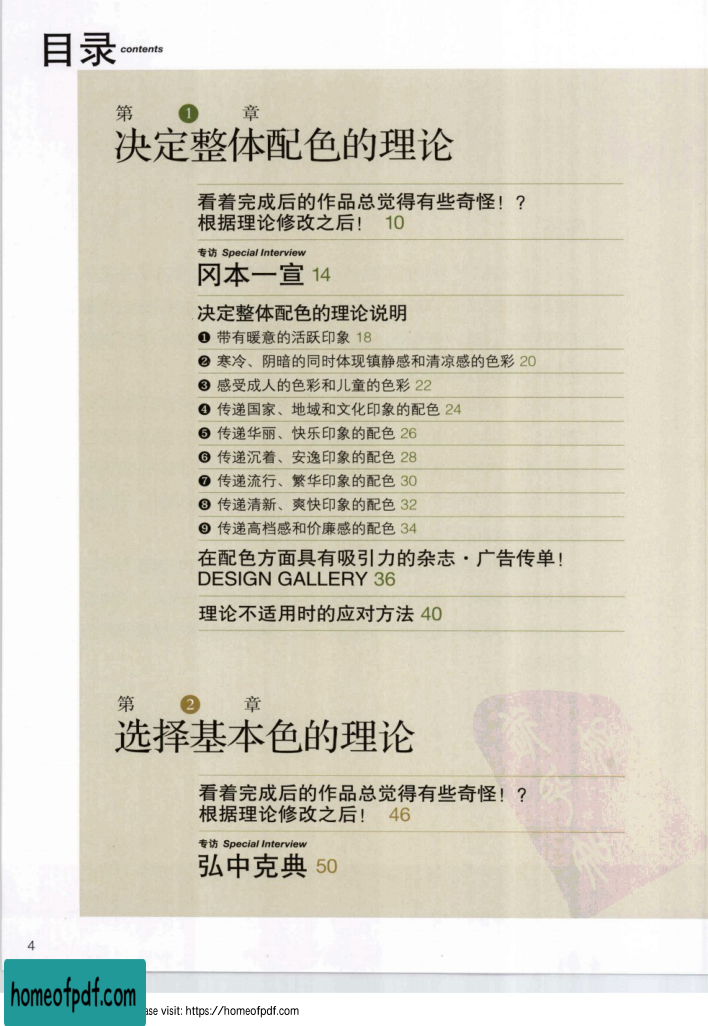 目录 contents
第 1 章
决定整体配色的理论
看着完成后的作品总觉得有些奇怪！？
根据理论修改之后！ 10
专访 Special Interview
冈本一宣 14
决定整体配色的理论说明
❶ 带有暖意的活跃印象 18
❷ 寒冷、阴暗的同时体现镇静感和清凉感的色彩 20
❸ 感受成人的色彩和儿童的色彩 22
❹ 传递国家、地域和文化印象的配色 24
❺ 传递华丽、快乐印象的配色 26
❻ 传递沉着、安逸印象的配色 28
❼ 传递流行、繁华印象的配色 30
❽ 传递清新、爽快印象的配色 32
❾ 传递高档感和价廉感的配色 34
在配色方面具有吸引力的杂志·广告传单！
DESIGN GALLERY 36
理论不适用时的应对方法 40
第 2 章
选择基本色的理论
看着完成后的作品总觉得有些奇怪！？
根据理论修改之后！ 46
专访 Special Interview
弘中克典 50
4
homeofpdf.com
visit: https://homeofpdf.com